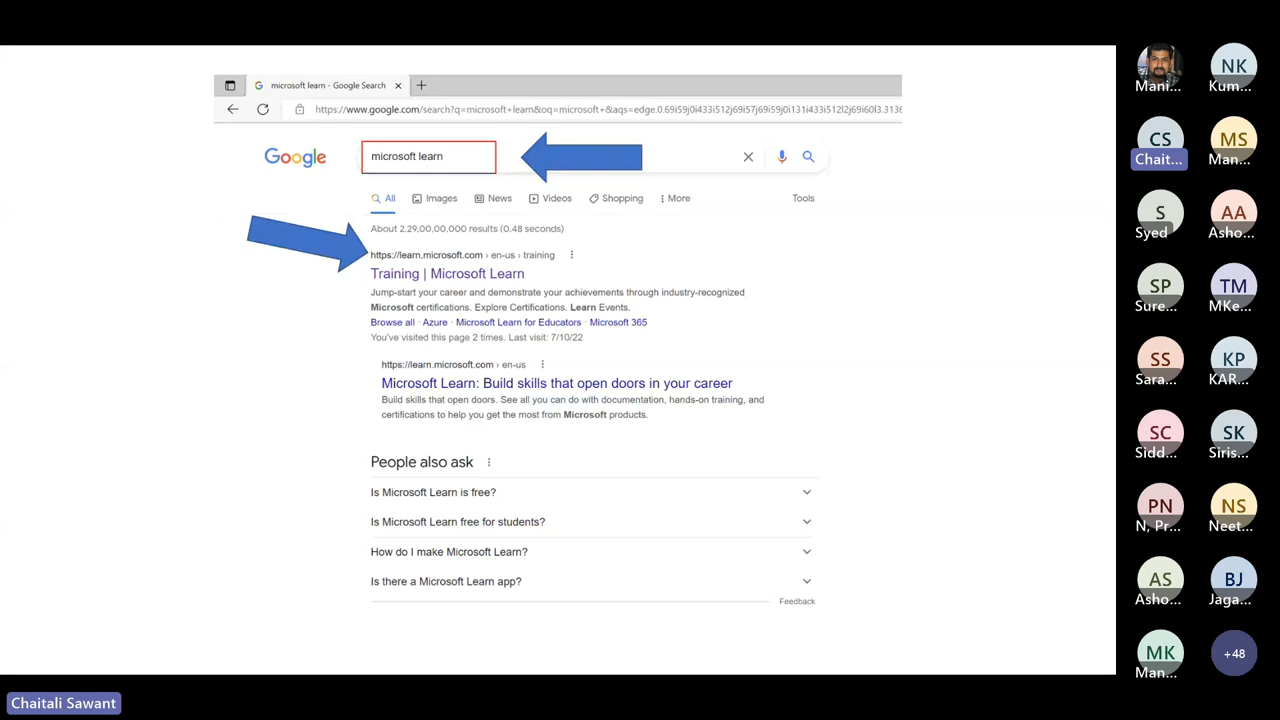 microsoft learn - Google Search
https://www.google.com/search?q=microsoft+learn&oq=microsoft+&aqs=edge.0.69i59j0i433i512j69i57j69i59j0i131i433i512l2j69i60l3.3136
Google
microsoft learn
All
Images
News
Videos
Shopping
More
Tools
About 2,29,00,00,000 results (0.48 seconds)
https://learn.microsoft.com › en-us › training
Training | Microsoft Learn
Jump-start your career and demonstrate your achievements through industry-recognized
Microsoft certifications. Explore Certifications. Learn Events.
Browse all · Azure · Microsoft Learn for Educators · Microsoft 365
You've visited this page 2 times. Last visit: 7/10/22
https://learn.microsoft.com › en-us
Microsoft Learn: Build skills that open doors in your career
Build skills that open doors. See all you can do with documentation, hands-on training, and
certifications to help you get the most from Microsoft products.
People also ask
Is Microsoft Learn is free?
Is Microsoft Learn free for students?
How do I make Microsoft Learn?
Is there a Microsoft Learn app?
Feedback
Mani...
NK
Kum...
CS
Chait...
MS
Man...
S
Syed
AA
Asho...
SP
Sure...
TM
MKe...
SS
Sara...
KP
KAR...
SC
Sidd...
SK
Siris...
PN
N, Pr...
NS
Neet...
AS
Asho...
BJ
Jaga...
MK
Man...
+48
Chaitali Sawant